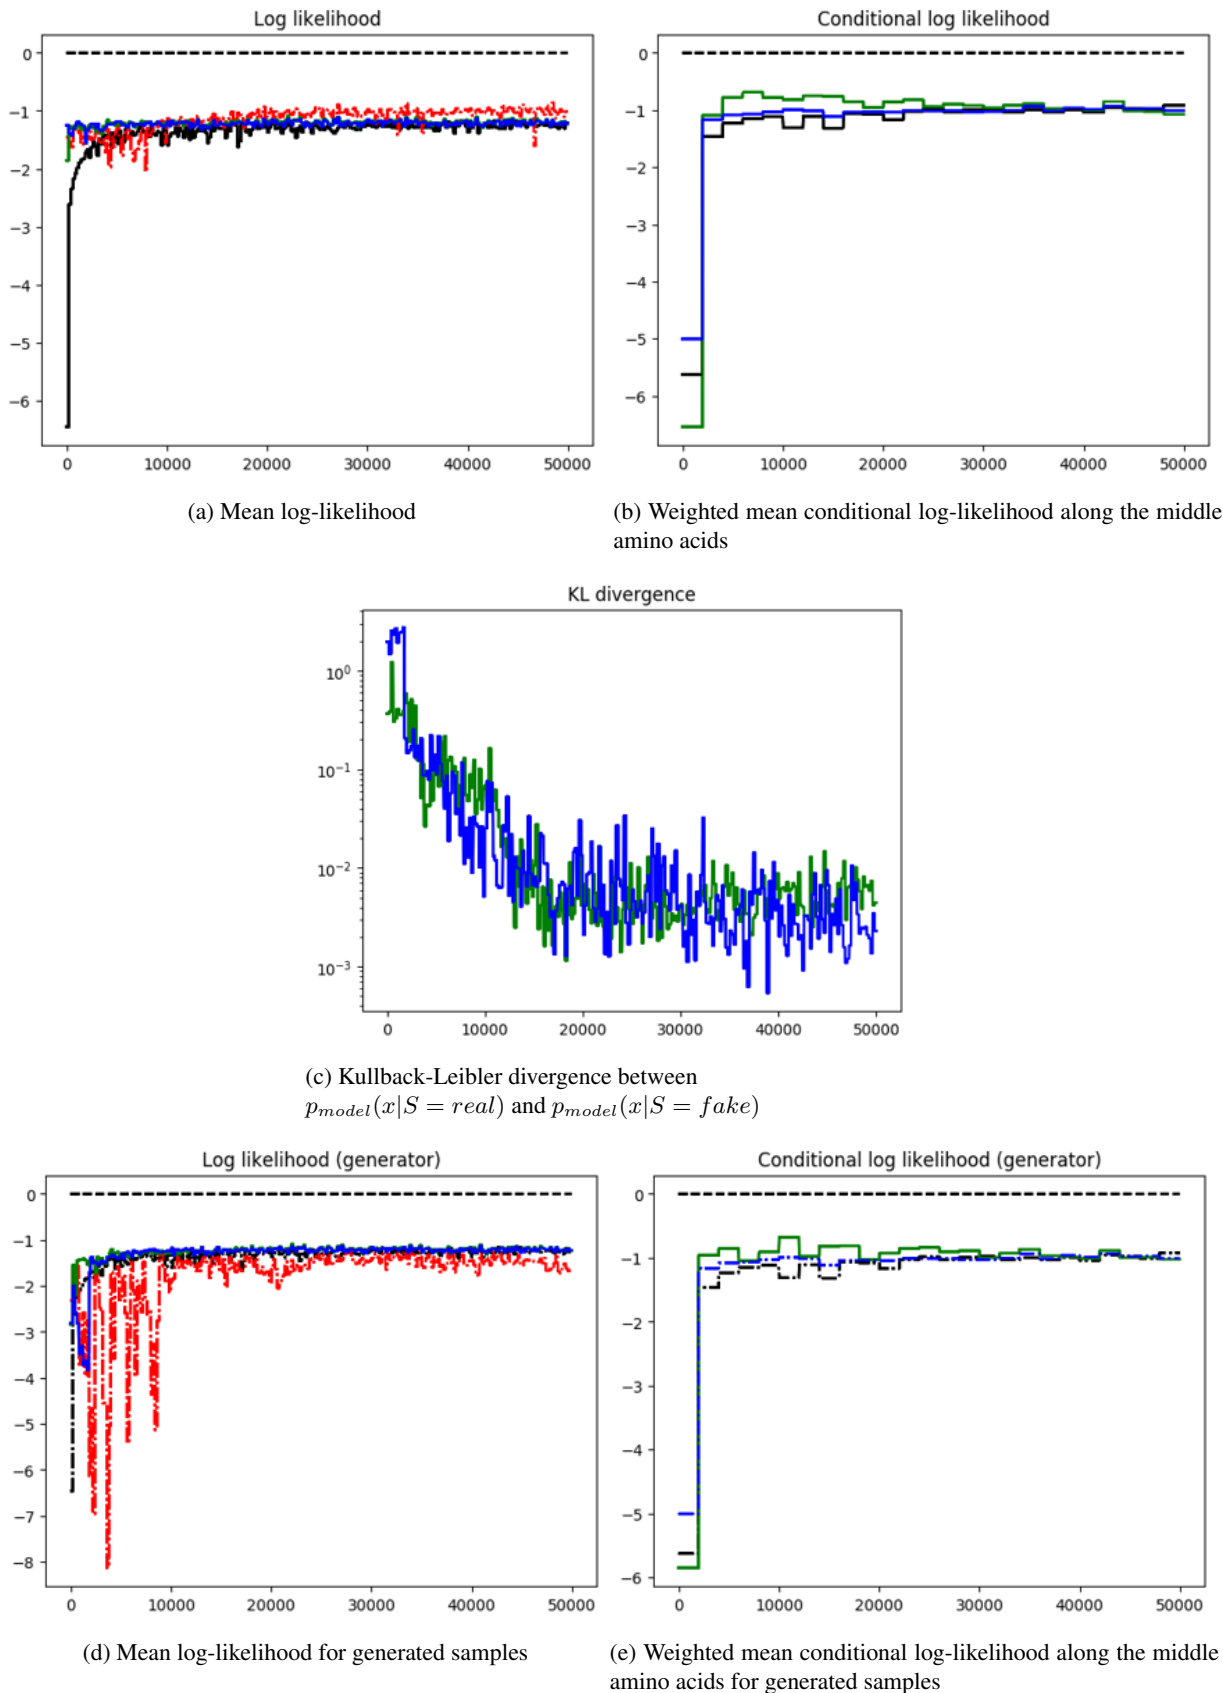 Log likelihood
0
−1
−2
−3
−4
−5
−6
0 10000 20000 30000 40000 50000
(a) Mean log-likelihood
Conditional log likelihood
0
−1
−2
−3
−4
−5
−6
0 10000 20000 30000 40000 50000
(b) Weighted mean conditional log-likelihood along the middle
amino acids
KL divergence
10⁰
10⁻¹
10⁻²
10⁻³
0 10000 20000 30000 40000 50000
(c) Kullback-Leibler divergence between
p_model(x|S = real) and p_model(x|S = fake)
Log likelihood (generator)
0
−1
−2
−3
−4
−5
−6
−7
−8
0 10000 20000 30000 40000 50000
(d) Mean log-likelihood for generated samples
Conditional log likelihood (generator)
0
−1
−2
−3
−4
−5
−6
0 10000 20000 30000 40000 50000
(e) Weighted mean conditional log-likelihood along the middle
amino acids for generated samples